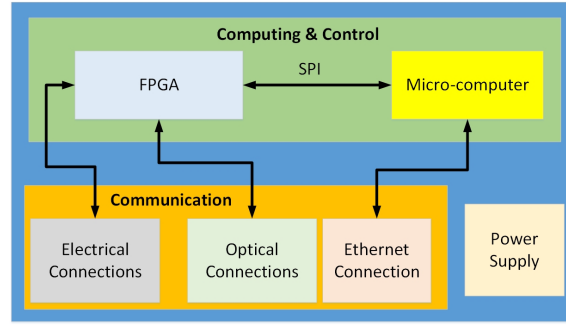 Computing & Control
FPGA
SPI
Micro-computer
Communication
Electrical
Connections
Optical
Connections
Ethernet
Connection
Power
Supply